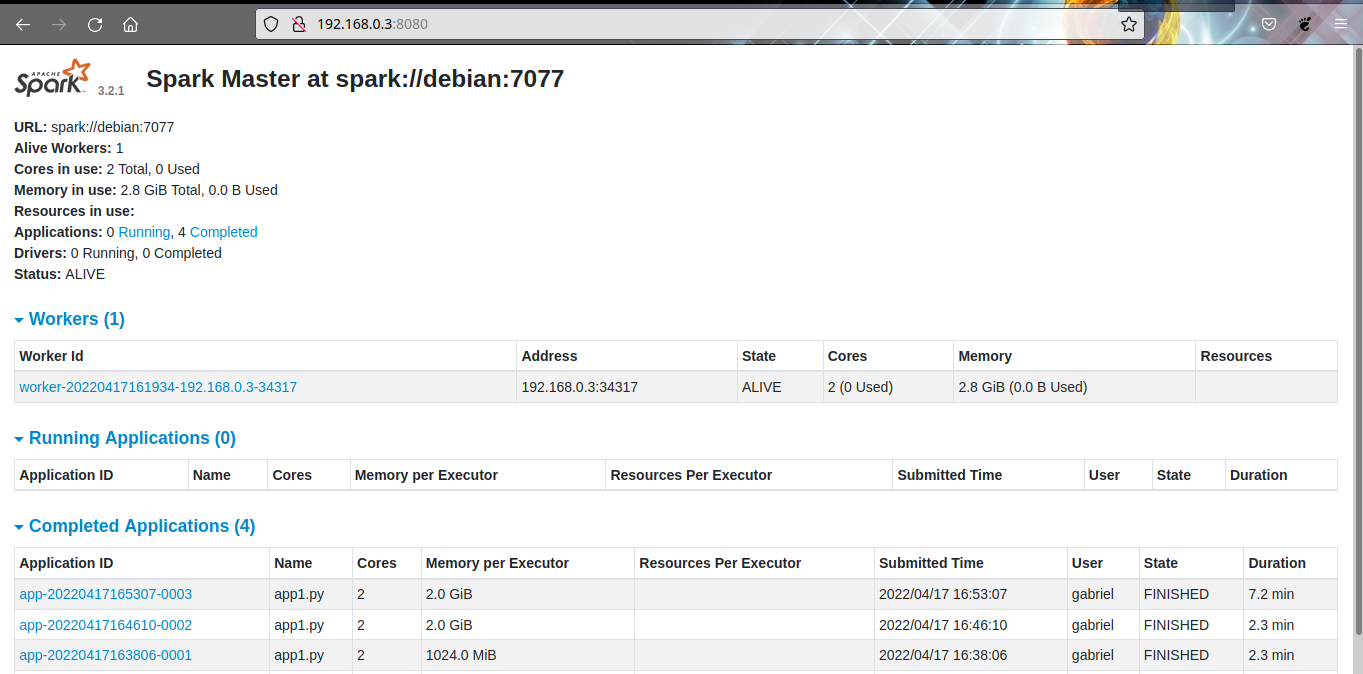 192.168.0.3:8080
APACHE
Spark 3.2.1 Spark Master at spark://debian:7077
URL: spark://debian:7077
Alive Workers: 1
Cores in use: 2 Total, 0 Used
Memory in use: 2.8 GiB Total, 0.0 B Used
Resources in use:
Applications: 0 Running, 4 Completed
Drivers: 0 Running, 0 Completed
Status: ALIVE
Workers (1)
Worker Id Address State Cores Memory Resources
worker-20220417161934-192.168.0.3-34317 192.168.0.3:34317 ALIVE 2 (0 Used) 2.8 GiB (0.0 B Used)
Running Applications (0)
Application ID Name Cores Memory per Executor Resources Per Executor Submitted Time User State Duration
Completed Applications (4)
Application ID Name Cores Memory per Executor Resources Per Executor Submitted Time User State Duration
app-20220417165307-0003 app1.py 2 2.0 GiB 2022/04/17 16:53:07 gabriel FINISHED 7.2 min
app-20220417164610-0002 app1.py 2 2.0 GiB 2022/04/17 16:46:10 gabriel FINISHED 2.3 min
app-20220417163806-0001 app1.py 2 1024.0 MiB 2022/04/17 16:38:06 gabriel FINISHED 2.3 min